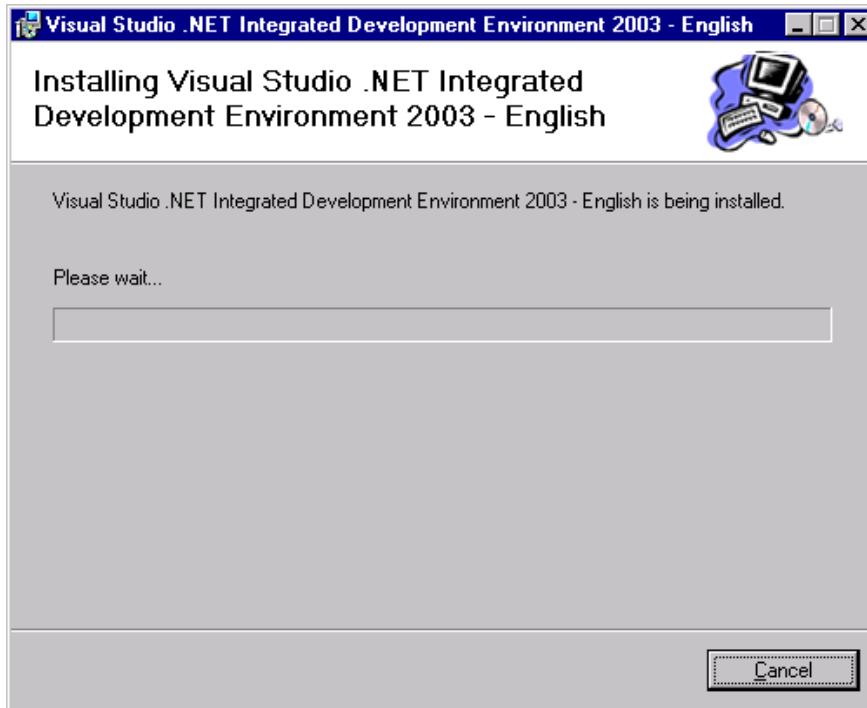 Visual Studio .NET Integrated Development Environment 2003 - English
Installing Visual Studio .NET Integrated
Development Environment 2003 - English
Visual Studio .NET Integrated Development Environment 2003 - English is being installed.
Please wait...
Cancel